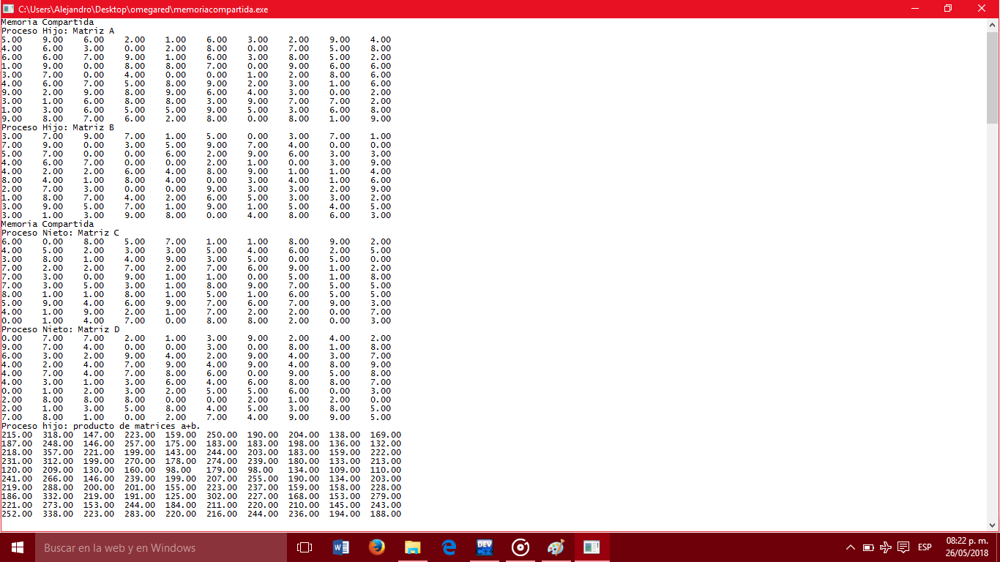 C:\Users\Alejandro\Desktop\omegared\memoriacompartida.exe
Memoria Compartida
Proceso Hijo: Matriz A
5.00 9.00 6.00 2.00 1.00 6.00 3.00 2.00 9.00 4.00
4.00 6.00 3.00 0.00 2.00 8.00 0.00 7.00 5.00 8.00
6.00 6.00 7.00 9.00 1.00 6.00 3.00 8.00 5.00 2.00
1.00 9.00 0.00 8.00 8.00 7.00 0.00 9.00 6.00 6.00
3.00 7.00 0.00 4.00 0.00 0.00 1.00 2.00 8.00 6.00
4.00 6.00 7.00 5.00 8.00 9.00 2.00 3.00 1.00 6.00
9.00 2.00 9.00 8.00 9.00 6.00 4.00 3.00 0.00 2.00
3.00 1.00 6.00 8.00 8.00 3.00 9.00 7.00 7.00 2.00
1.00 3.00 6.00 5.00 5.00 9.00 5.00 3.00 6.00 8.00
9.00 8.00 7.00 6.00 2.00 8.00 0.00 8.00 1.00 9.00
Proceso Hijo: Matriz B
3.00 7.00 9.00 7.00 1.00 5.00 0.00 3.00 7.00 1.00
7.00 9.00 0.00 3.00 5.00 9.00 7.00 4.00 0.00 0.00
5.00 7.00 0.00 0.00 6.00 2.00 9.00 6.00 3.00 3.00
4.00 6.00 7.00 0.00 0.00 2.00 1.00 0.00 3.00 9.00
4.00 2.00 2.00 6.00 4.00 8.00 9.00 1.00 1.00 4.00
8.00 4.00 1.00 8.00 4.00 0.00 3.00 4.00 1.00 6.00
2.00 7.00 3.00 0.00 0.00 9.00 3.00 3.00 2.00 9.00
1.00 8.00 7.00 4.00 2.00 6.00 5.00 3.00 3.00 2.00
3.00 9.00 5.00 7.00 1.00 9.00 1.00 5.00 4.00 5.00
3.00 1.00 3.00 9.00 8.00 0.00 4.00 8.00 6.00 3.00
Memoria Compartida
Proceso Nieto: Matriz C
6.00 0.00 8.00 5.00 7.00 1.00 1.00 8.00 9.00 2.00
4.00 5.00 2.00 3.00 3.00 5.00 4.00 6.00 2.00 5.00
3.00 8.00 1.00 4.00 9.00 3.00 5.00 0.00 5.00 0.00
7.00 2.00 2.00 7.00 2.00 7.00 6.00 9.00 1.00 2.00
7.00 3.00 0.00 9.00 1.00 1.00 0.00 5.00 1.00 8.00
7.00 3.00 5.00 3.00 1.00 8.00 9.00 7.00 5.00 5.00
8.00 1.00 8.00 1.00 5.00 1.00 6.00 5.00 5.00
5.00 9.00 4.00 6.00 9.00 7.00 6.00 7.00 9.00 3.00
4.00 1.00 9.00 2.00 1.00 7.00 2.00 2.00 0.00 7.00
0.00 1.00 4.00 7.00 0.00 8.00 8.00 2.00 0.00 3.00
Proceso Nieto: Matriz D
0.00 7.00 7.00 2.00 1.00 3.00 9.00 2.00 4.00 2.00
9.00 7.00 4.00 0.00 0.00 3.00 0.00 8.00 1.00 8.00
6.00 3.00 2.00 9.00 4.00 2.00 4.00 2.00 3.00 7.00
4.00 2.00 4.00 7.00 9.00 4.00 9.00 4.00 8.00 9.00
4.00 7.00 4.00 8.00 6.00 0.00 9.00 5.00 8.00
4.00 3.00 1.00 3.00 6.00 4.00 6.00 8.00 8.00 7.00
0.00 1.00 2.00 3.00 2.00 5.00 5.00 6.00 0.00 3.00
2.00 8.00 8.00 8.00 0.00 0.00 2.00 1.00 2.00 0.00
2.00 1.00 3.00 5.00 8.00 4.00 5.00 3.00 8.00 5.00
7.00 8.00 1.00 0.00 2.00 7.00 4.00 9.00 9.00 5.00
Proceso hijo: producto de matrices a+b.
215.00 318.00 147.00 223.00 159.00 250.00 190.00 204.00 138.00 169.00
187.00 248.00 146.00 257.00 175.00 183.00 183.00 198.00 136.00 132.00
218.00 357.00 221.00 199.00 143.00 244.00 203.00 183.00 159.00 222.00
231.00 312.00 199.00 270.00 178.00 274.00 239.00 180.00 133.00 213.00
120.00 209.00 130.00 160.00 98.00 179.00 98.00 134.00 109.00 110.00
241.00 266.00 146.00 239.00 199.00 207.00 255.00 190.00 134.00 203.00
219.00 288.00 200.00 201.00 155.00 223.00 237.00 159.00 158.00 228.00
186.00 332.00 219.00 191.00 125.00 302.00 227.00 168.00 153.00 279.00
221.00 273.00 153.00 244.00 184.00 211.00 220.00 210.00 145.00 243.00
252.00 338.00 223.00 283.00 220.00 216.00 244.00 236.00 194.00 188.00
Buscar en la web y en Windows
DEV
ESP
08:22 p. m.
26/05/2018